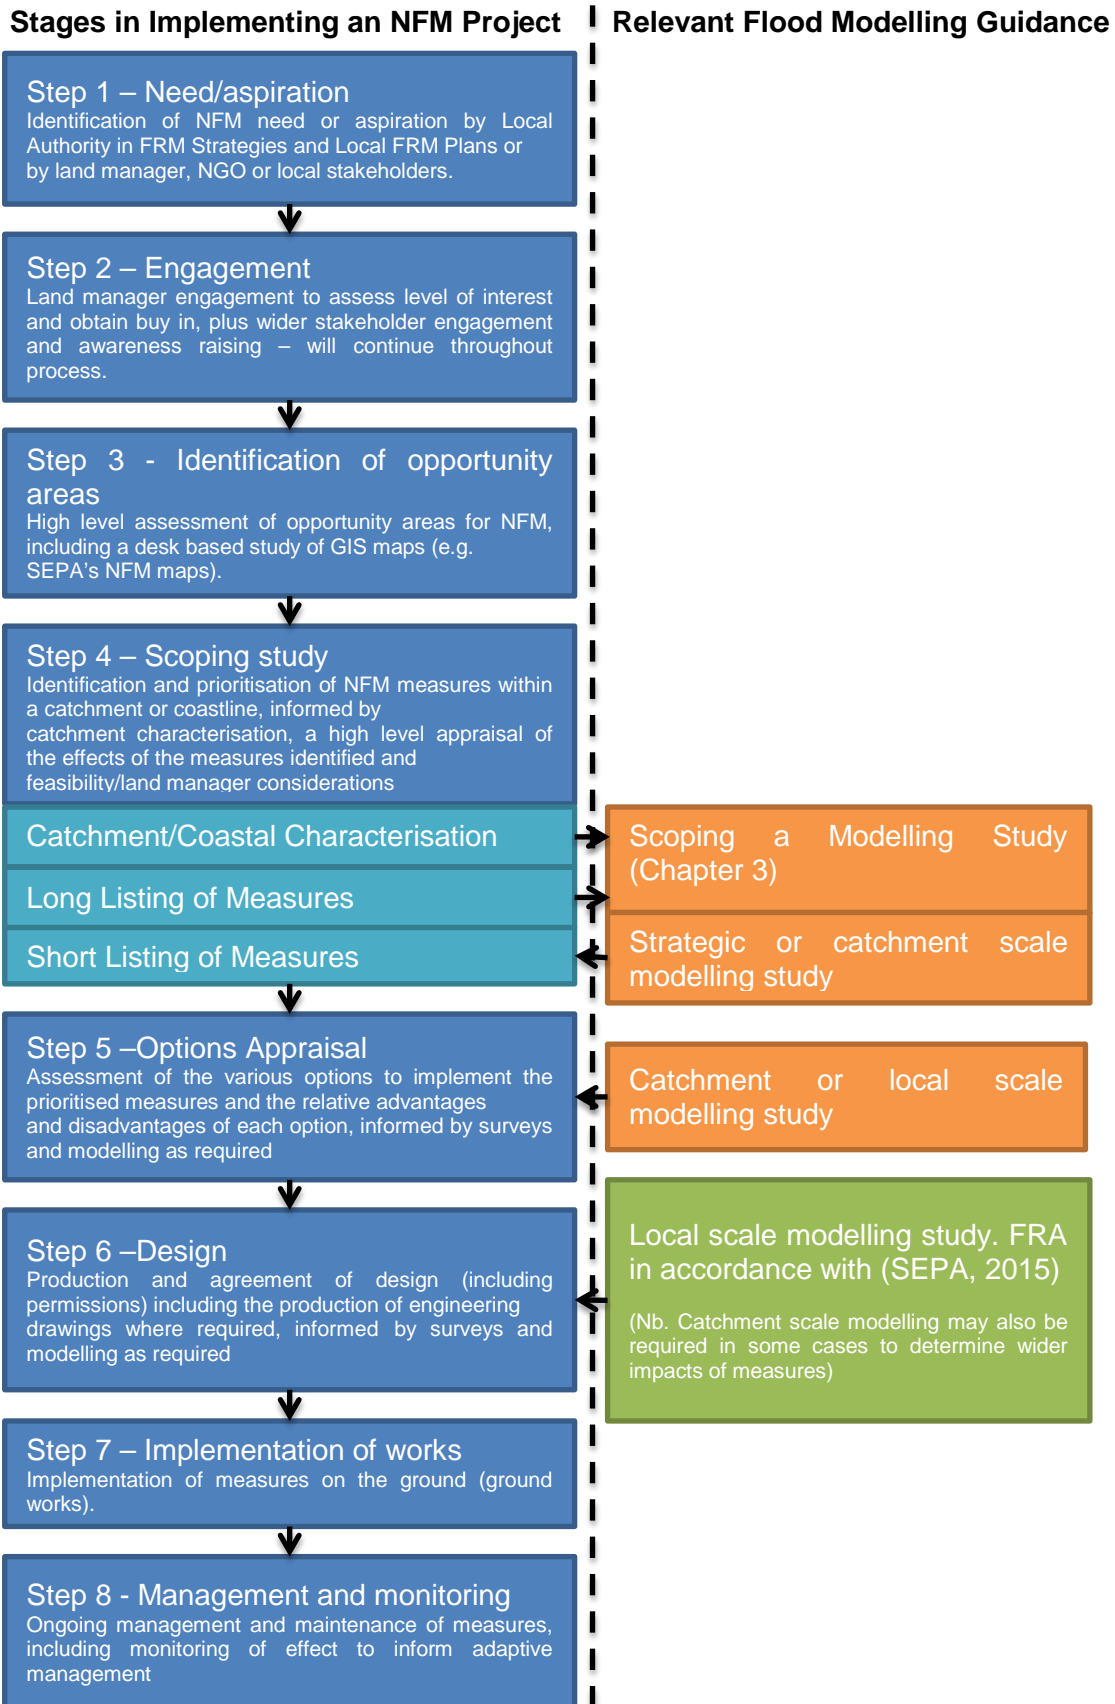 Stages in Implementing an NFM Project
Relevant Flood Modelling Guidance
Step 1 – Need/aspiration
Identification of NFM need or aspiration by Local
Authority in FRM Strategies and Local FRM Plans or
by land manager, NGO or local stakeholders.
Step 2 – Engagement
Land manager engagement to assess level of interest
and obtain buy in, plus wider stakeholder engagement
and awareness raising – will continue throughout
process.
Step 3 - Identification of opportunity
areas
High level assessment of opportunity areas for NFM,
including a desk based study of GIS maps (e.g.
SEPA's NFM maps).
Step 4 – Scoping study
Identification and prioritisation of NFM measures within
a catchment or coastline, informed by
catchment characterisation, a high level appraisal of
the effects of the measures identified and
feasibility/land manager considerations
Catchment/Coastal Characterisation
Long Listing of Measures
Short Listing of Measures
Scoping a Modelling Study
(Chapter 3)
Strategic or catchment scale
modelling study
Step 5 –Options Appraisal
Assessment of the various options to implement the
prioritised measures and the relative advantages
and disadvantages of each option, informed by surveys
and modelling as required
Catchment or local scale
modelling study
Step 6 –Design
Production and agreement of design (including
permissions) including the production of engineering
drawings where required, informed by surveys and
modelling as required
Local scale modelling study. FRA
in accordance with (SEPA, 2015)
(Nb. Catchment scale modelling may also be
required in some cases to determine wider
impacts of measures)
Step 7 – Implementation of works
Implementation of measures on the ground (ground
works).
Step 8 - Management and monitoring
Ongoing management and maintenance of measures,
including monitoring of effect to inform adaptive
management